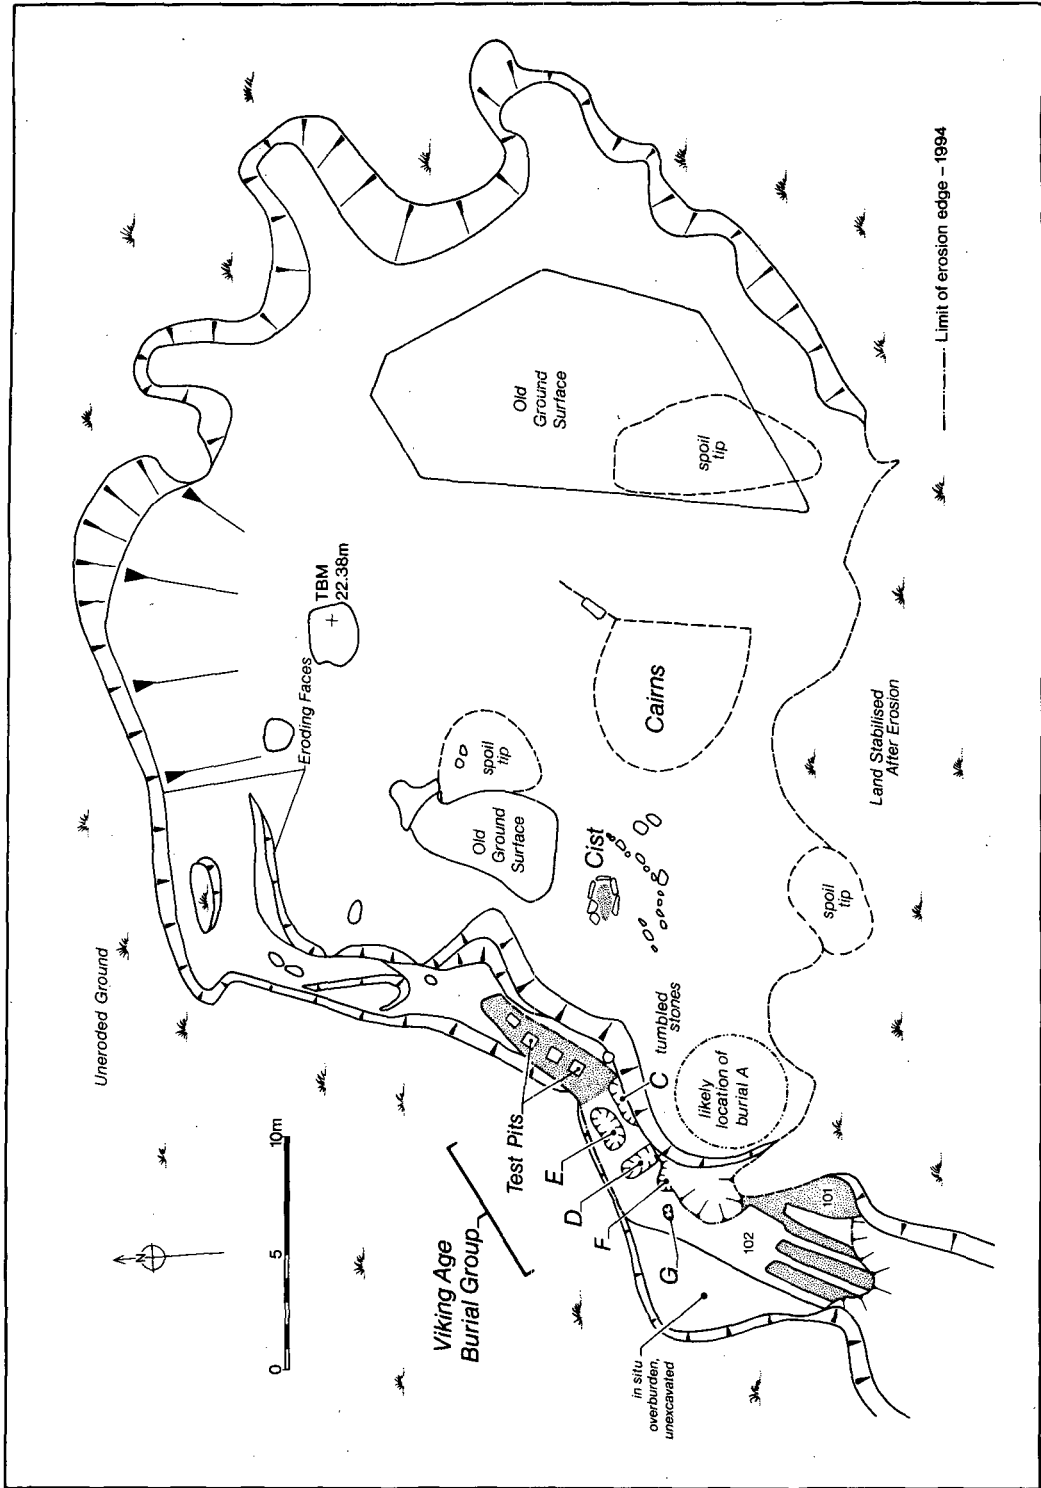 Uneroded Ground
N
0
5
10m
Viking Age
Burial Group
Test Pits
E
D
F
G
C
in situ
overburden,
unexcavated
102
101
likely
location of
burial A
tumbled
stones
Cist
Old
Ground
Surface
spoil
tip
Eroding Faces
TBM
22.38m
Cairns
spoil
tip
Land Stabilised
After Erosion
Old
Ground
Surface
spoil
tip
Limit of erosion edge – 1994